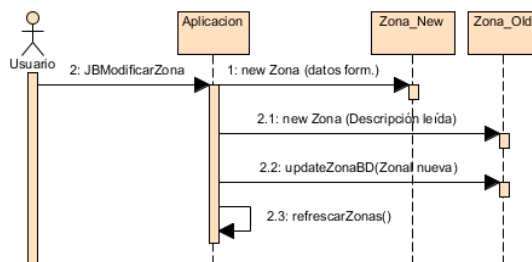 Aplicacion
Zona_New
Zona_Old
Usuario
2: JBModificarZona
1: new Zona (datos form.)
2.1: new Zona (Descripción leída)
2.2: updateZonaBD(Zonal nueva)
2.3: refrescarZonas()